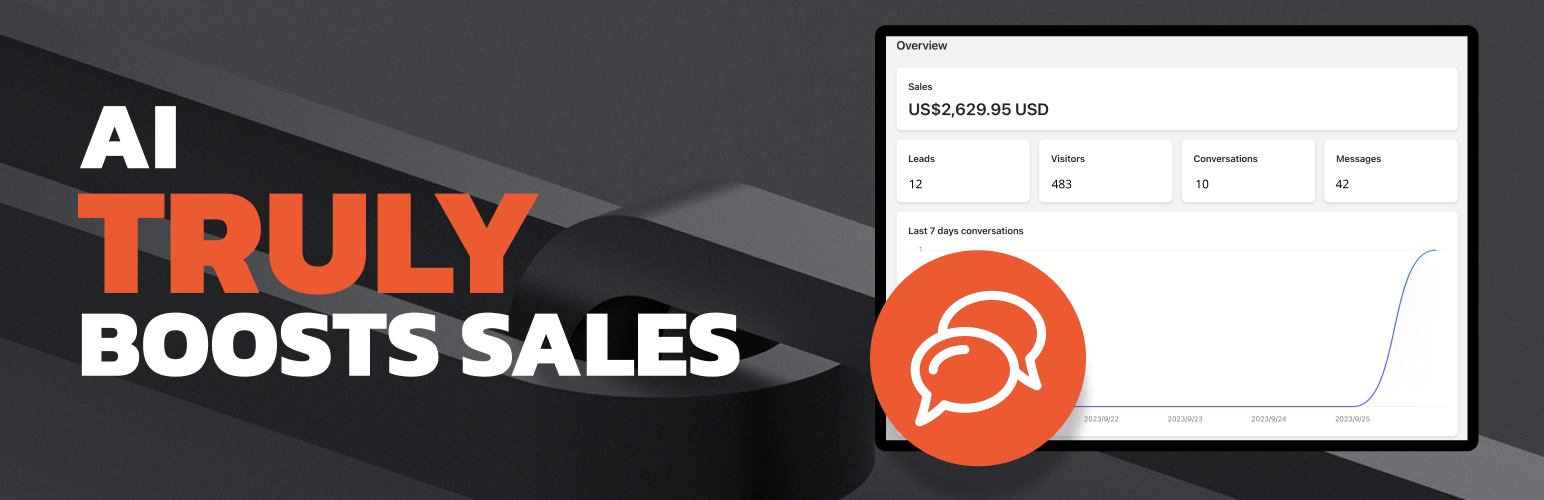 AI
TRULY
BOOSTS SALES
Overview
Sales
US$2,629.95 USD
Leads
12
Visitors
483
Conversations
10
Messages
42
Last 7 days conversations
1
2023/9/22
2023/9/23
2023/9/24
2023/9/25